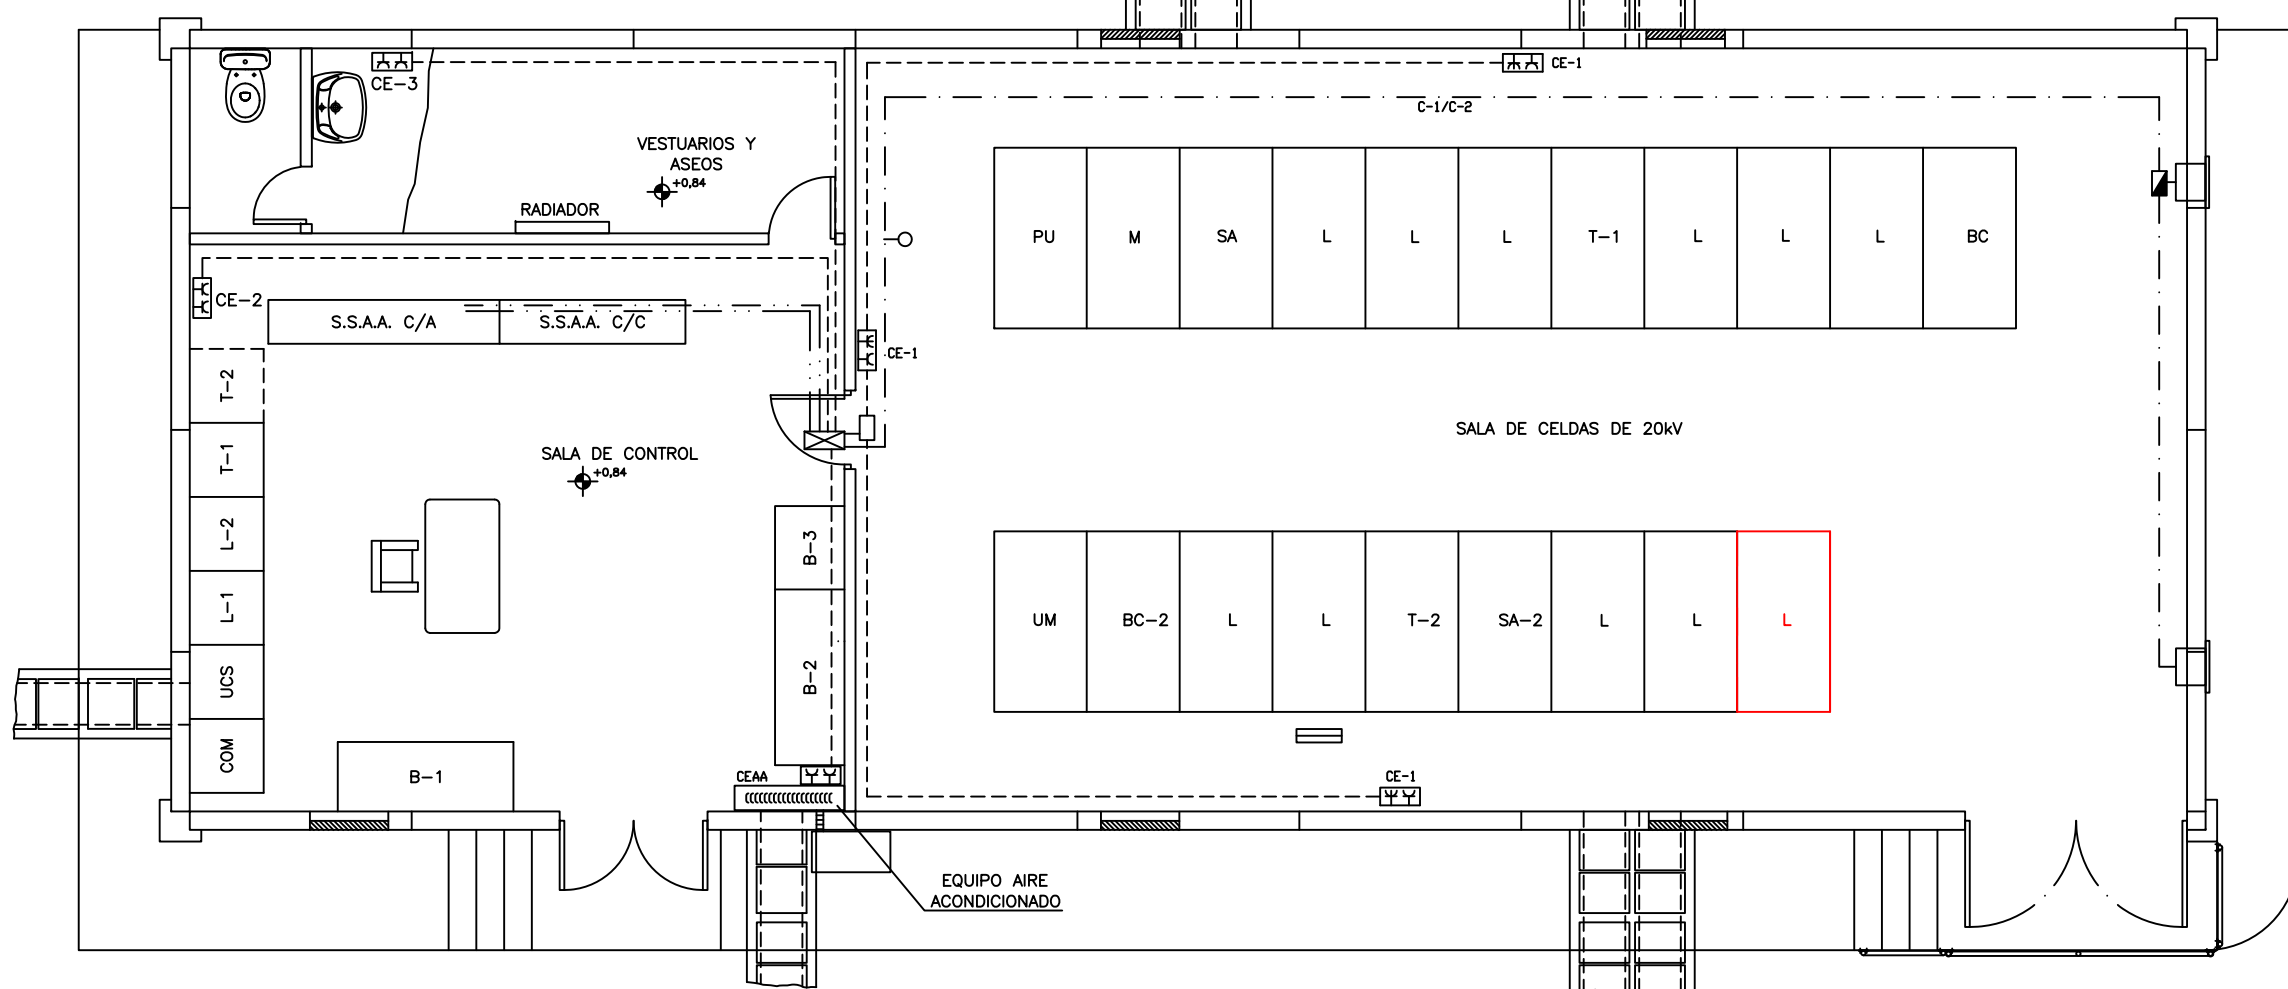 CE-3
CE-1
C-1/C-2
VESTUARIOS Y
ASEOS
+0,84
RADIADOR
PU
M
SA
L
L
L
T-1
L
L
L
BC
CE-2
S.S.A.A. C/A
S.S.A.A. C/C
CE-1
T-2
T-1
L-2
L-1
UCS
COM
SALA DE CONTROL
+0,84
SALA DE CELDAS DE 20kV
B-3
B-2
UM
BC-2
L
L
T-2
SA-2
L
L
L
B-1
CEAA
CE-1
EQUIPO AIRE
ACONDICIONADO